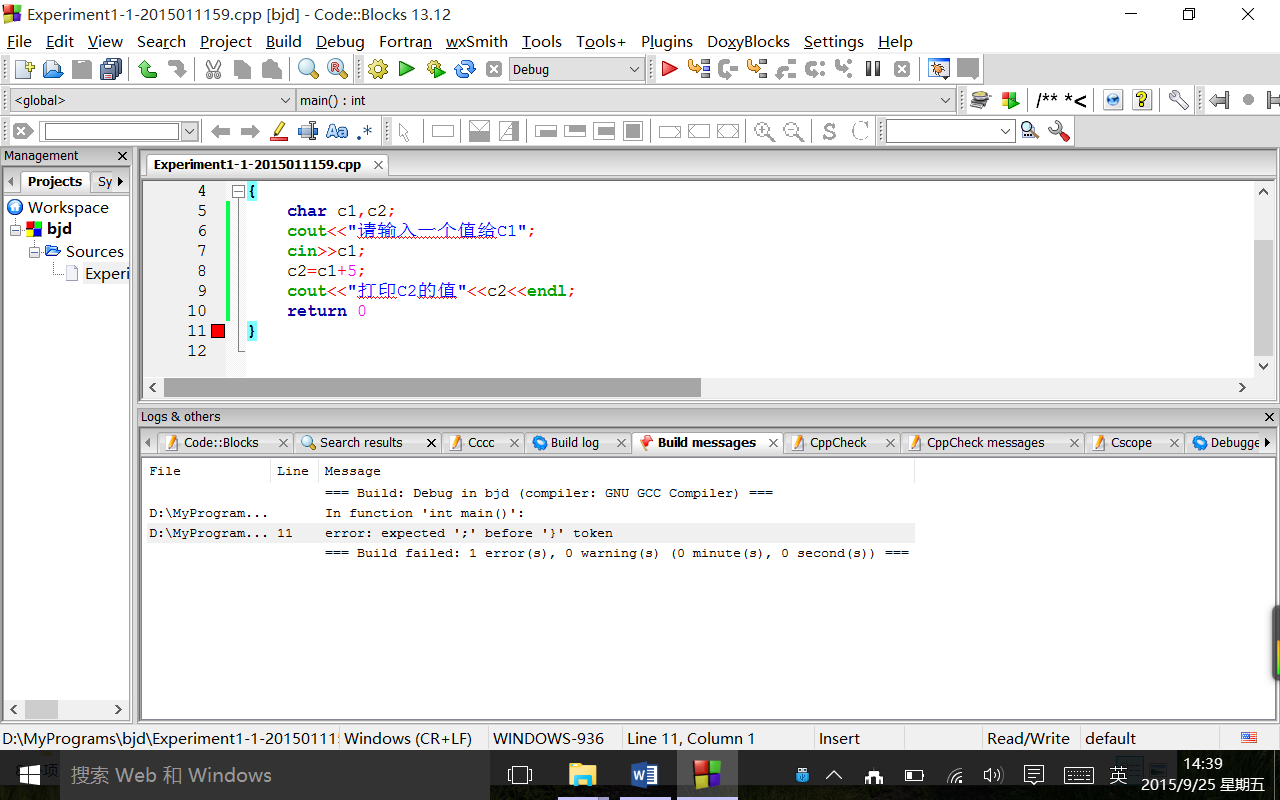 Experiment1-1-2015011159.cpp [bjd] - Code::Blocks 13.12
File Edit View Search Project Build Debug Fortran wxSmith Tools Tools+ Plugins DoxyBlocks Settings Help
Debug
<global> main() : int /** *<
Aa .* S C
Management
Projects Sy
Workspace
bjd
Sources
Experi
Experiment1-1-2015011159.cpp
4 {
5 char c1,c2;
6 cout<<"请输入一个值给C1";
7 cin>>c1;
8 c2=c1+5;
9 cout<<"打印C2的值"<<c2<<endl;
10 return 0
11 }
12
Logs & others
Code::Blocks Search results Cccc Build log Build messages CppCheck CppCheck messages Cscope Debugge
File Line Message
=== Build: Debug in bjd (compiler: GNU GCC Compiler) ===
D:\MyProgram... In function 'int main()':
D:\MyProgram... 11 error: expected ';' before '}' token
=== Build failed: 1 error(s), 0 warning(s) (0 minute(s), 0 second(s)) ===
D:\MyPrograms\bjd\Experiment1-1-201501115 Windows (CR+LF) WINDOWS-936 Line 11, Column 1 Insert Read/Write default
搜索 Web 和 Windows
英
14:39
2015/9/25 星期五